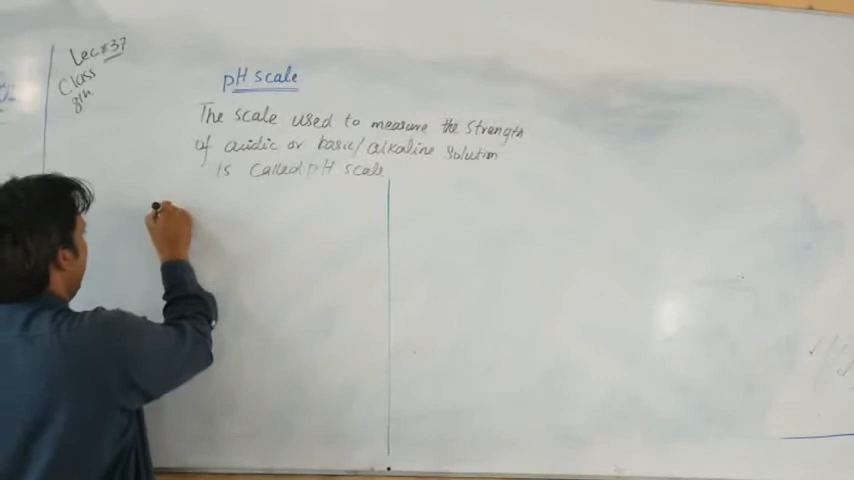 Lec#37
Class
8th
pH scale
The scale used to measure the strength
of acidic or basic/alkaline solution
is called pH scale